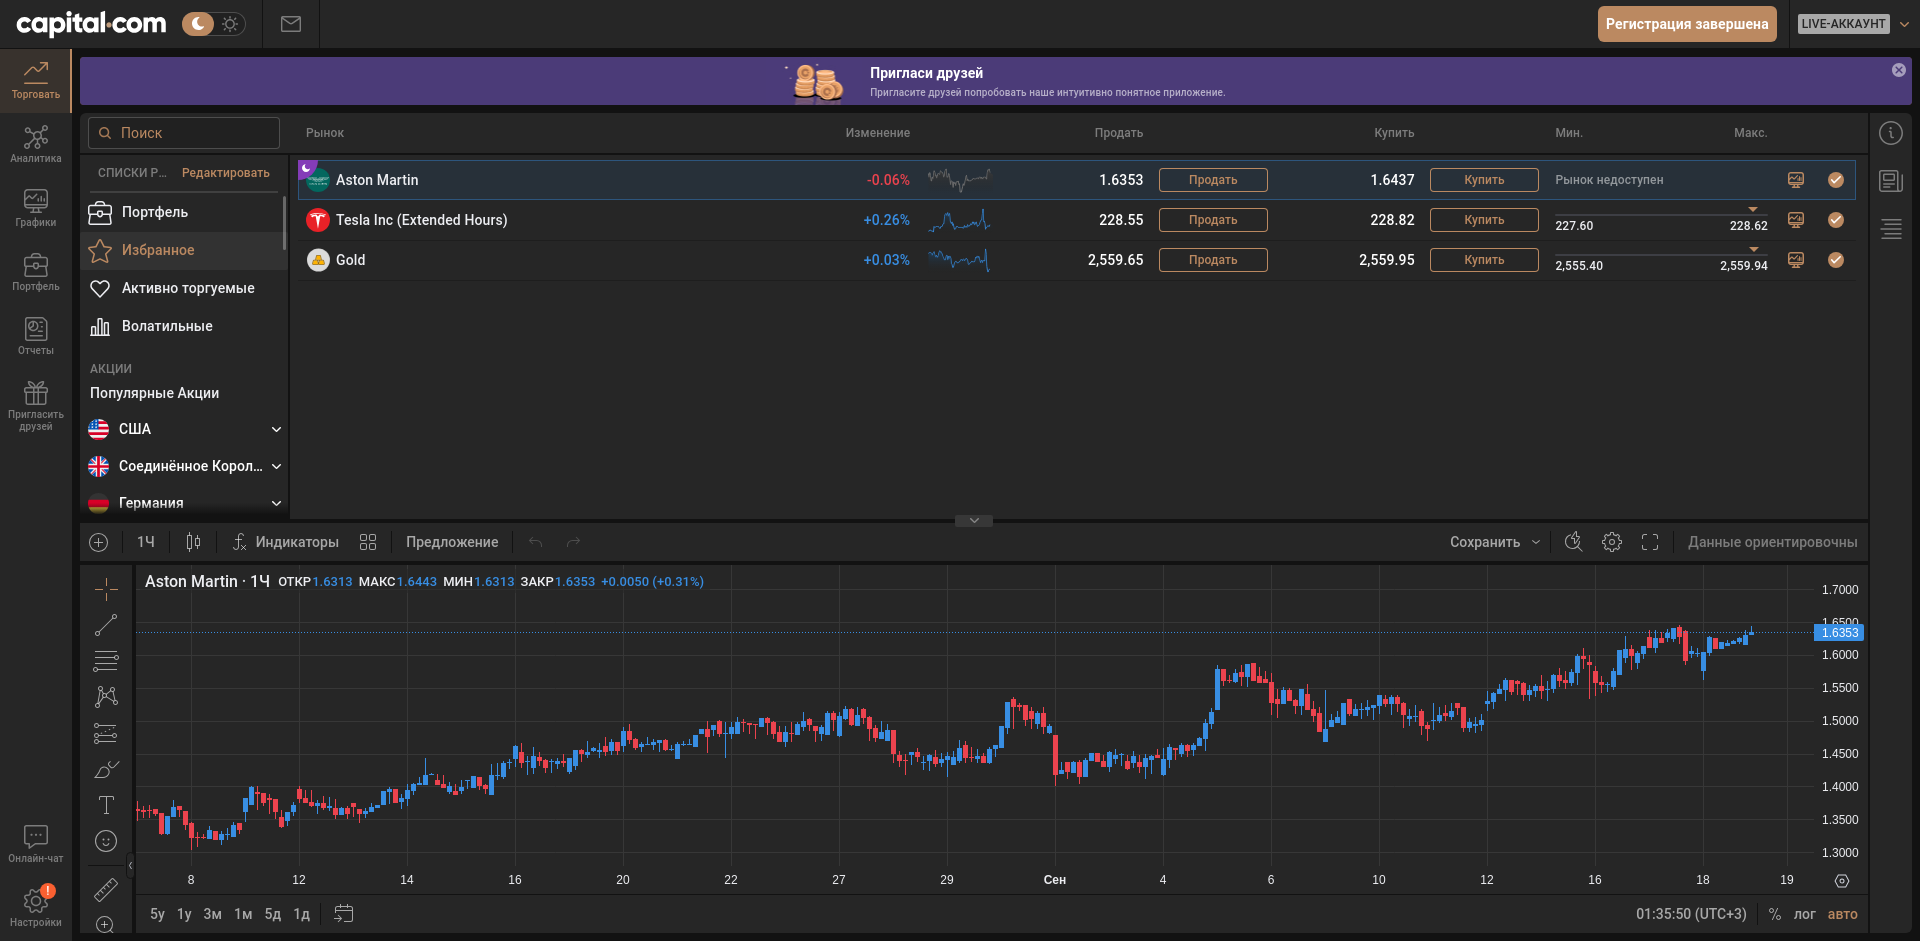 capital.com
Регистрация завершена
LIVE-АККАУНТ
Торговать
Аналитика
Графики
Портфель
Отчеты
Пригласить
друзей
Онлайн-чат
!
Настройки
Пригласи друзей
Пригласите друзей попробовать наше интуитивно понятное приложение.
Поиск
Рынок Изменение Продать Купить Мин. Макс.
СПИСКИ Р... Редактировать
Портфель
Избранное
Активно торгуемые
Волатильные
АКЦИИ
Популярные Акции
США
Соединённое Корол...
Германия
Aston Martin -0.06% 1.6353 Продать 1.6437 Купить Рынок недоступен
Tesla Inc (Extended Hours) +0.26% 228.55 Продать 228.82 Купить 227.60 228.62
Gold +0.03% 2,559.65 Продать 2,559.95 Купить 2,555.40 2,559.94
1Ч Индикаторы Предложение Сохранить Данные ориентировочны
Aston Martin · 1Ч ОТКР1.6313 МАКС1.6443 МИН1.6313 ЗАКР1.6353 +0.0050 (+0.31%)
1.7000
1.6500
1.6353
1.6000
1.5500
1.5000
1.4500
1.4000
1.3500
1.3000
8 12 14 16 20 22 27 29 Сен 4 6 10 12 16 18 19
5y 1y 3м 1м 5д 1д 01:35:50 (UTC+3) % лог авто